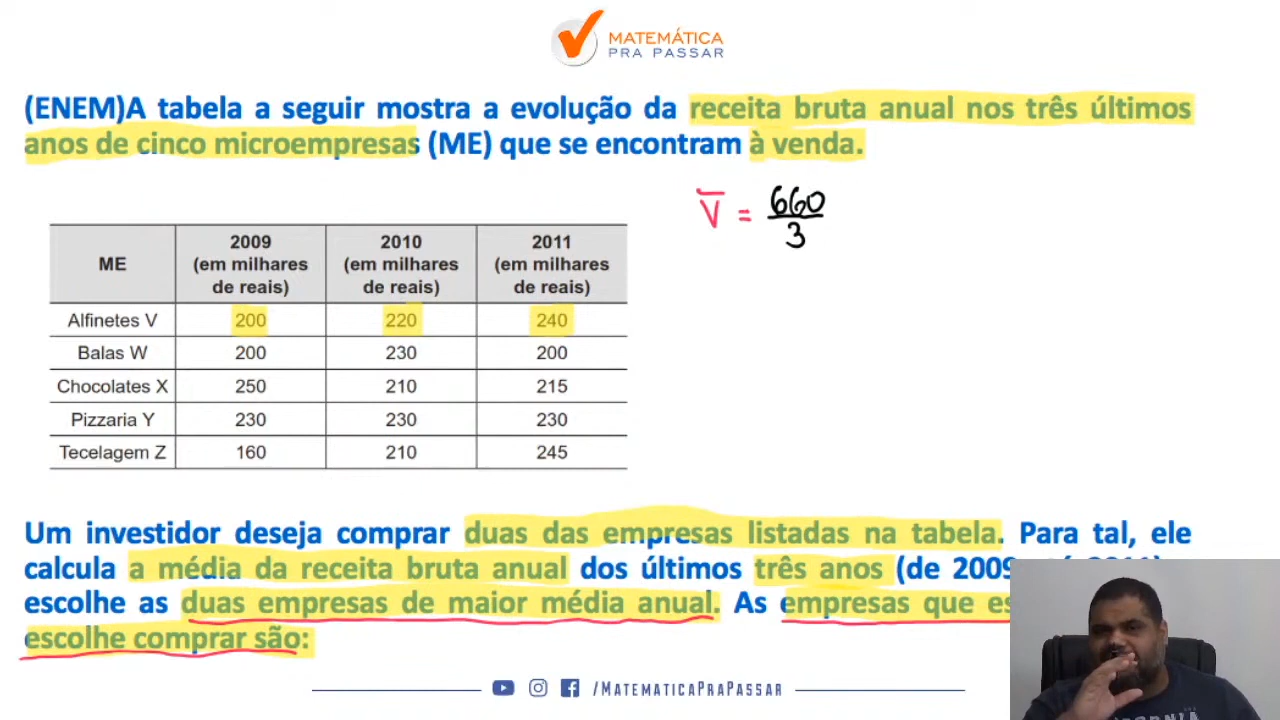 MATEMÁTICA
PRA PASSAR
(ENEM)A tabela a seguir mostra a evolução da receita bruta anual nos três últimos
anos de cinco microempresas (ME) que se encontram à venda.
V = 660
3
ME 2009 (em milhares de reais) 2010 (em milhares de reais) 2011 (em milhares de reais)
Alfinetes V 200 220 240
Balas W 200 230 200
Chocolates X 250 210 215
Pizzaria Y 230 230 230
Tecelagem Z 160 210 245
Um investidor deseja comprar duas das empresas listadas na tabela. Para tal, ele
calcula a média da receita bruta anual dos últimos três anos (de 2009
escolhe as duas empresas de maior média anual. As empresas que
escolhe comprar são:
/MatematicaPraPassar